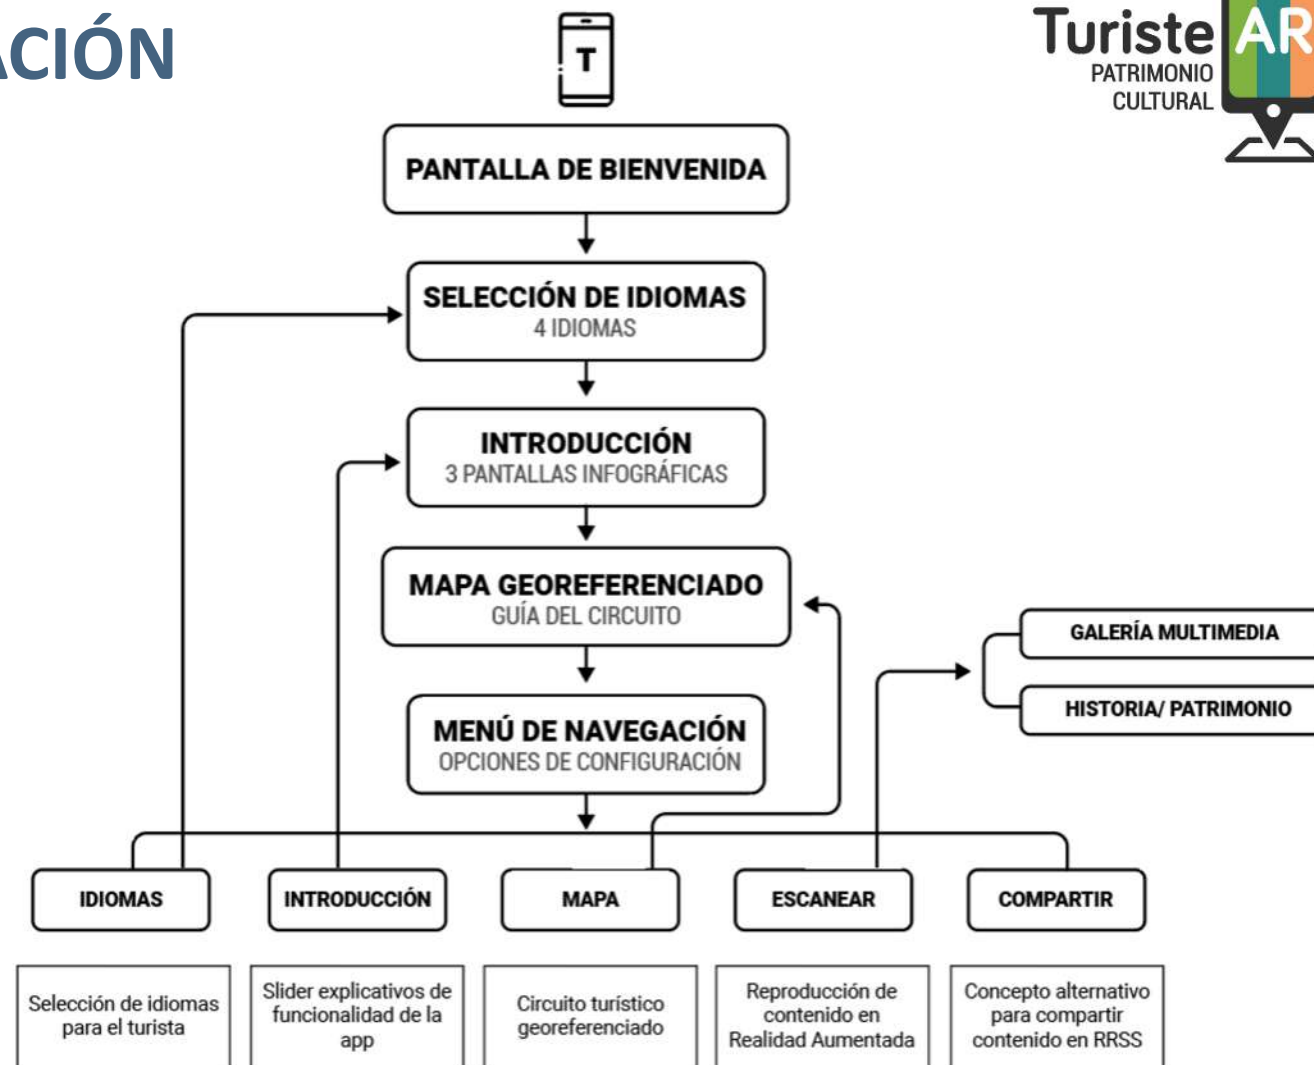 ACIÓN
T
Turiste AR
PATRIMONIO
CULTURAL
PANTALLA DE BIENVENIDA
SELECCIÓN DE IDIOMAS
4 IDIOMAS
INTRODUCCIÓN
3 PANTALLAS INFOGRÁFICAS
MAPA GEOREFERENCIADO
GUÍA DEL CIRCUITO
GALERÍA MULTIMEDIA
HISTORIA/ PATRIMONIO
MENÚ DE NAVEGACIÓN
OPCIONES DE CONFIGURACIÓN
IDIOMAS
INTRODUCCIÓN
MAPA
ESCANEAR
COMPARTIR
Selección de idiomas
para el turista
Slider explicativos de
funcionalidad de la
app
Circuito turístico
georeferenciado
Reproducción de
contenido en
Realidad Aumentada
Concepto alternativo
para compartir
contenido en RRSS